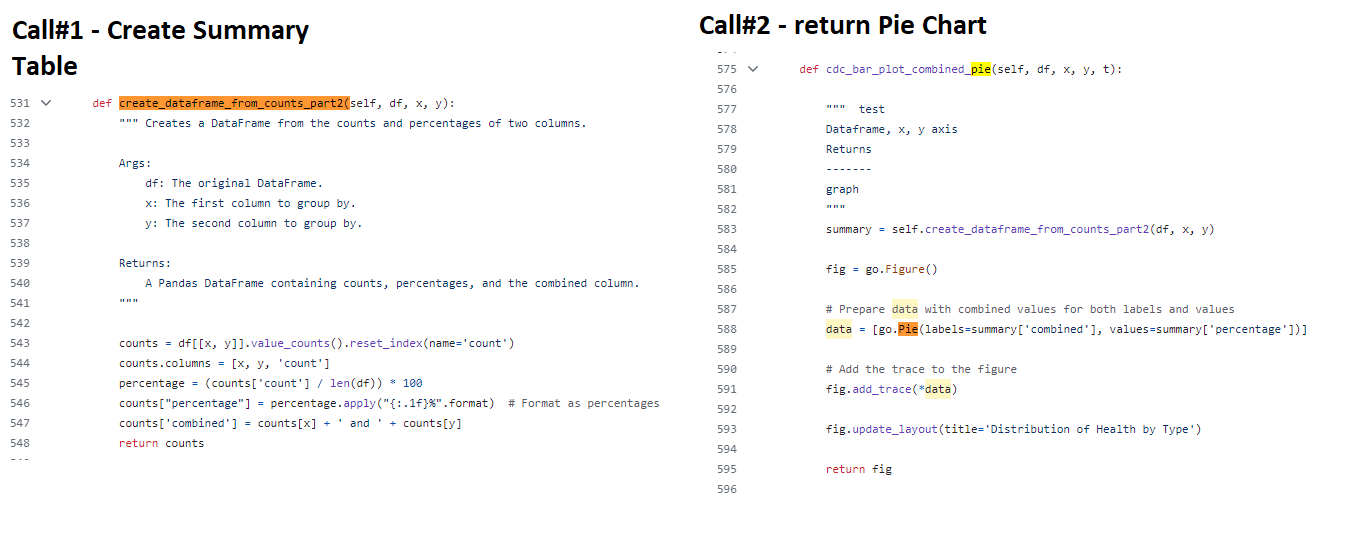 Call#1 - Create Summary
Table
531 def create_dataframe_from_counts_part2(self, df, x, y):
532 """ Creates a DataFrame from the counts and percentages of two columns.
533
534 Args:
535 df: The original DataFrame.
536 x: The first column to group by.
537 y: The second column to group by.
538
539 Returns:
540 A Pandas DataFrame containing counts, percentages, and the combined column.
541 """
542
543 counts = df[[x, y]].value_counts().reset_index(name='count')
544 counts.columns = [x, y, 'count']
545 percentage = (counts['count'] / len(df)) * 100
546 counts["percentage"] = percentage.apply("{:.1f}%".format) # Format as percentages
547 counts['combined'] = counts[x] + ' and ' + counts[y]
548 return counts
Call#2 - return Pie Chart
575 def cdc_bar_plot_combined_pie(self, df, x, y, t):
576
577 """ test
578 Dataframe, x, y axis
579 Returns
580 -------
581 graph
582 """
583 summary = self.create_dataframe_from_counts_part2(df, x, y)
584
585 fig = go.Figure()
586
587 # Prepare data with combined values for both labels and values
588 data = [go.Pie(labels=summary['combined'], values=summary['percentage'])]
589
590 # Add the trace to the figure
591 fig.add_trace(*data)
592
593 fig.update_layout(title='Distribution of Health by Type')
594
595 return fig
596